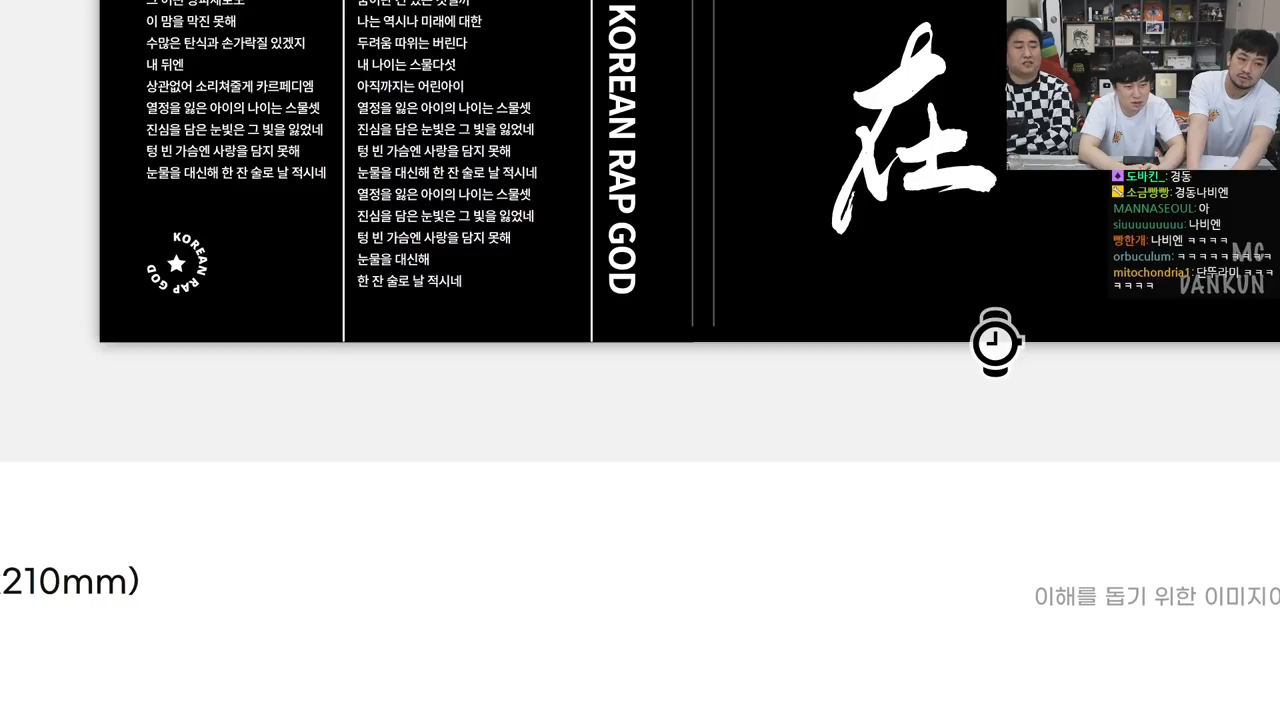 이 맘을 막진 못해
수많은 탄식과 손가락질 있겠지
내 뒤엔
상관없어 소리쳐줄게 카르페디엠
열정을 잃은 아이의 나이는 스물셋
진심을 담은 눈빛은 그 빛을 잃었네
텅 빈 가슴엔 사랑을 담지 못해
눈물을 대신해 한 잔 술로 날 적시네
KOREAN RAP GOD
나는 역시나 미래에 대한
두려움 따위는 버린다
내 나이는 스물다섯
아직까지는 어린아이
열정을 잃은 아이의 나이는 스물셋
진심을 담은 눈빛은 그 빛을 잃었네
텅 빈 가슴엔 사랑을 담지 못해
눈물을 대신해 한 잔 술로 날 적시네
열정을 잃은 아이의 나이는 스물셋
진심을 담은 눈빛은 그 빛을 잃었네
텅 빈 가슴엔 사랑을 담지 못해
눈물을 대신해
한 잔 술로 날 적시네
KOREAN RAP GOD
在
도바킨_: 경동
소금빵빵: 경동나비엔
MANNASEOUL: 아
siuuuuuuuuu: 나비엔
빵한개: 나비엔 ㅋㅋㅋㅋ
orbuculum: ㅋㅋㅋㅋㅋㅋㅋㅋ
mitochondria1: 단뚜라미 ㅋㅋㅋ
ㅋㅋㅋㅋ
MC
DANKUN
210mm)
이해를 돕기 위한 이미지이